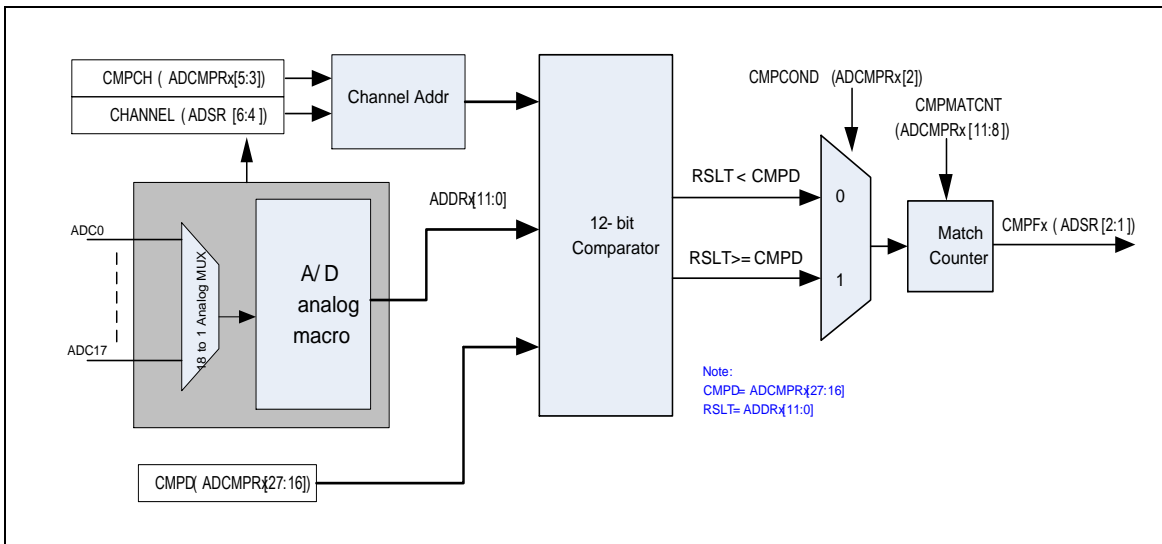 CMPCH ( ADCMPRx[5:3])
CHANNEL ( ADSR [6:4 ])
Channel Addr
CMPCOND (ADCMPRx[2])
CMPMATCNT
(ADCMPRx[11:8])
ADDRx[11:0]
RSLT < CMPD
0
12- bit
Comparator
RSLT>= CMPD
1
Match
Counter
CMPFx ( ADSR [2:1])
ADC0
ADC17
18 to 1 Analog MUX
A/ D
analog
macro
Note:
CMPD= ADCMPRx[27:16]
RSLT= ADDRx[11:0]
CMPD( ADCMPRx[27:16])